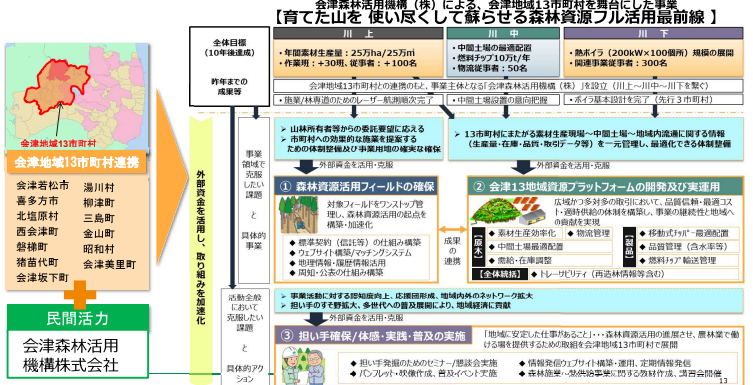 会津森林活用機構（株）による、会津地域13市町村を舞台にした事業
【育てた山を 使い尽くして蘇らせる森林資源フル活用最前線 】
会津地域13市町村
会津地域13市町村連携
会津若松市
喜多方市
北塩原村
西会津町
磐梯町
猪苗代町
会津坂下町
湯川村
柳津町
三島町
金山町
昭和村
会津美里町
民間活力
会津森林活用
機構株式会社
外部資金を活用し、取り組みを加速化
全体目標
（10年後達成）
昨年までの
成果等
川上
・年間素材生産量：25万ha/25万㎥
・作業班：+30班、従事者：+100名
川中
・中間土場の最適配置
・燃料チップ10万t/年
・物流従事者：50名
川下
・熱ボイラ（200kW×100個所）規模の展開
・関連事業従事者：300名
会津地域13市町村との連携のもと、事業主体となる「会津森林活用機構（株）」を設立（川上～川中～川下を繋ぐ）
・施業/林専道のためのレーザー航測順次完了
・中間土場設置の意向把握
・ボイラ基本設計を完了（先行３市町村）
事業
領域で
克服
したい
課題
と
具体的
事業
山林所有者等からの委託要望に応える
市町村への効果的な施業を提案する
ための体制整備及び事業用地の確実な確保
13市町村にまたがる素材生産現場～中間土場～地域内流通に関する情報
（生産量・在庫・品質・取引データ等）を一元管理し、最適化できる体制整備
外部資金を活用・克服
外部資金を活用・克服
① 森林資源活用フィールドの確保
対象フィールドをワンストップ管
理し、森林資源活用の起点を
構築・加速化
◆ 標準契約（信託等）の仕組み構築
◆ ウェブサイト構築/マッチングシステム
◆ 地理情報・履歴情報活用
◆ 周知・公表の仕組み構築
成果
の
連携
② 会津13地域資源プラットフォームの開発及び実運用
広域かつ多対多の取引において、品質信頼・最適コス
ト・適時供給の体制を構築し、事業の継続性と地域へ
の貢献を実現
【原木】
◆ 素材生産効率化 ◆ 物流管理
◆ 中間土場最適配置
◆ 需給・在庫調整
【製品】
◆ 移動式チッパー最適配置
◆ 品質管理（含水率等）
◆ 燃料チップ輸送管理
【全体統括】 ◆ トレーサビリティ（再造林情報等含む）
活動全般
において
克服した
い課題
と
具体的アク
ション
事業活動に対する認知度向上、応援団形成、地域内外のネットワーク拡大
担い手のすそ野拡大、多世代への普及展開により、地域経済に貢献
外部資金を活用・克服
外部資金を活用・克服
③ 担い手確保/体感・実践・普及の実施
「地域に安定した仕事があること」・・・森林資源活用の進展させ、農林業で働
ける場を提供するための取組を会津地域13市町村で展開
◆ 担い手発掘のためのセミナー/懇談会実施
◆ パンフレット・映像作成、普及イベント実施
◆ 情報発信ウェブサイト構築・運用、定期情報発信
◆ 森林施業～熱供給事業に関する教材作成、講習会開催
13